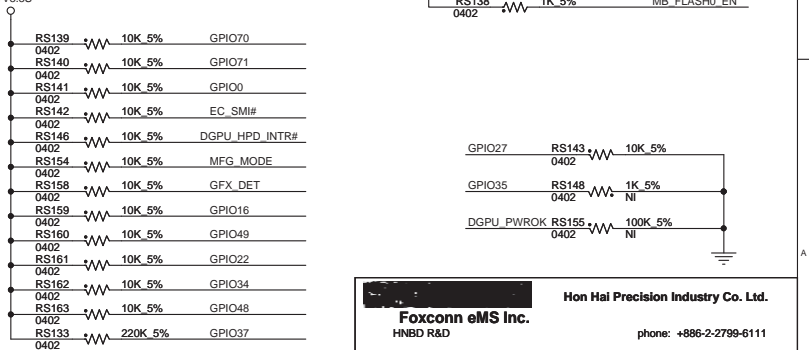 RS138 1K_5% MB_FLASH0_EN
0402
RS139 10K_5% GPIO70
0402
RS140 10K_5% GPIO71
0402
RS141 10K_5% GPIO0
0402
RS142 10K_5% EC_SMI#
0402
RS146 10K_5% DGPU_HPD_INTR#
0402
RS154 10K_5% MFG_MODE
0402
RS158 10K_5% GFX_DET
0402
RS159 10K_5% GPIO16
0402
RS160 10K_5% GPIO49
0402
RS161 10K_5% GPIO22
0402
RS162 10K_5% GPIO34
0402
RS163 10K_5% GPIO48
0402
RS133 220K_5% GPIO37
0402
GPIO27 RS143 10K_5%
0402
GPIO35 RS148 1K_5%
0402 NI
DGPU_PWROK RS155 100K_5%
0402 NI
A
Hon Hai Precision Industry Co. Ltd.
Foxconn eMS Inc.
HNBD R&D phone: +886-2-2799-6111